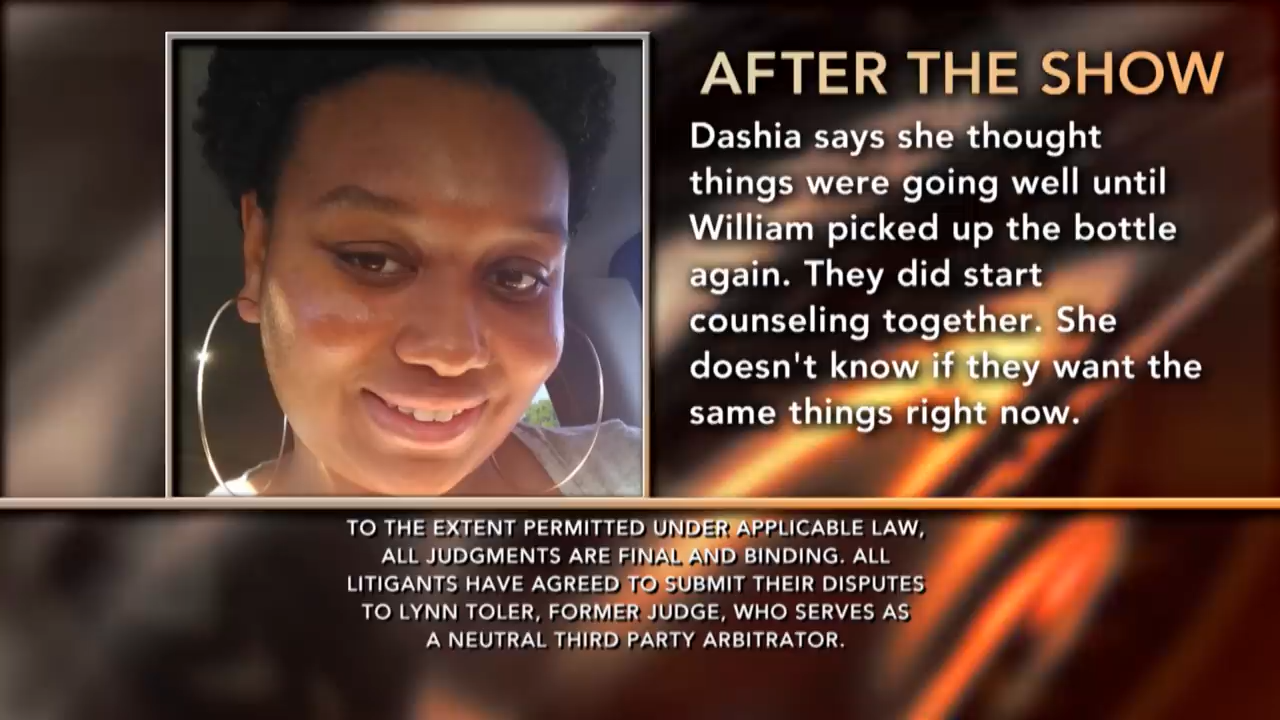 AFTER THE SHOW
Dashia says she thought
things were going well until
William picked up the bottle
again. They did start
counseling together. She
doesn't know if they want the
same things right now.
TO THE EXTENT PERMITTED UNDER APPLICABLE LAW,
ALL JUDGMENTS ARE FINAL AND BINDING. ALL
LITIGANTS HAVE AGREED TO SUBMIT THEIR DISPUTES
TO LYNN TOLER, FORMER JUDGE, WHO SERVES AS
A NEUTRAL THIRD PARTY ARBITRATOR.